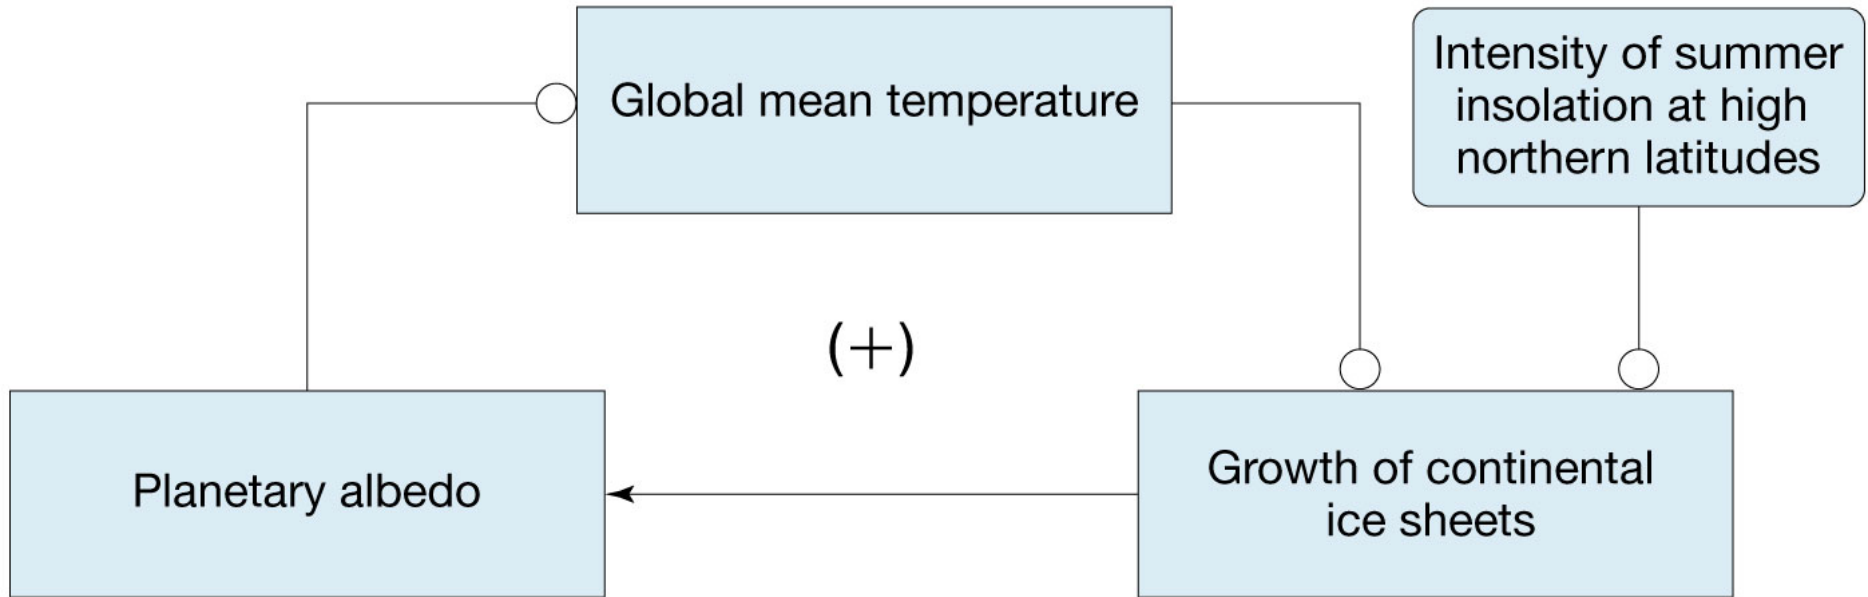 Global mean temperature
Intensity of summer
insolation at high
northern latitudes
(+)
Planetary albedo
Growth of continental
ice sheets